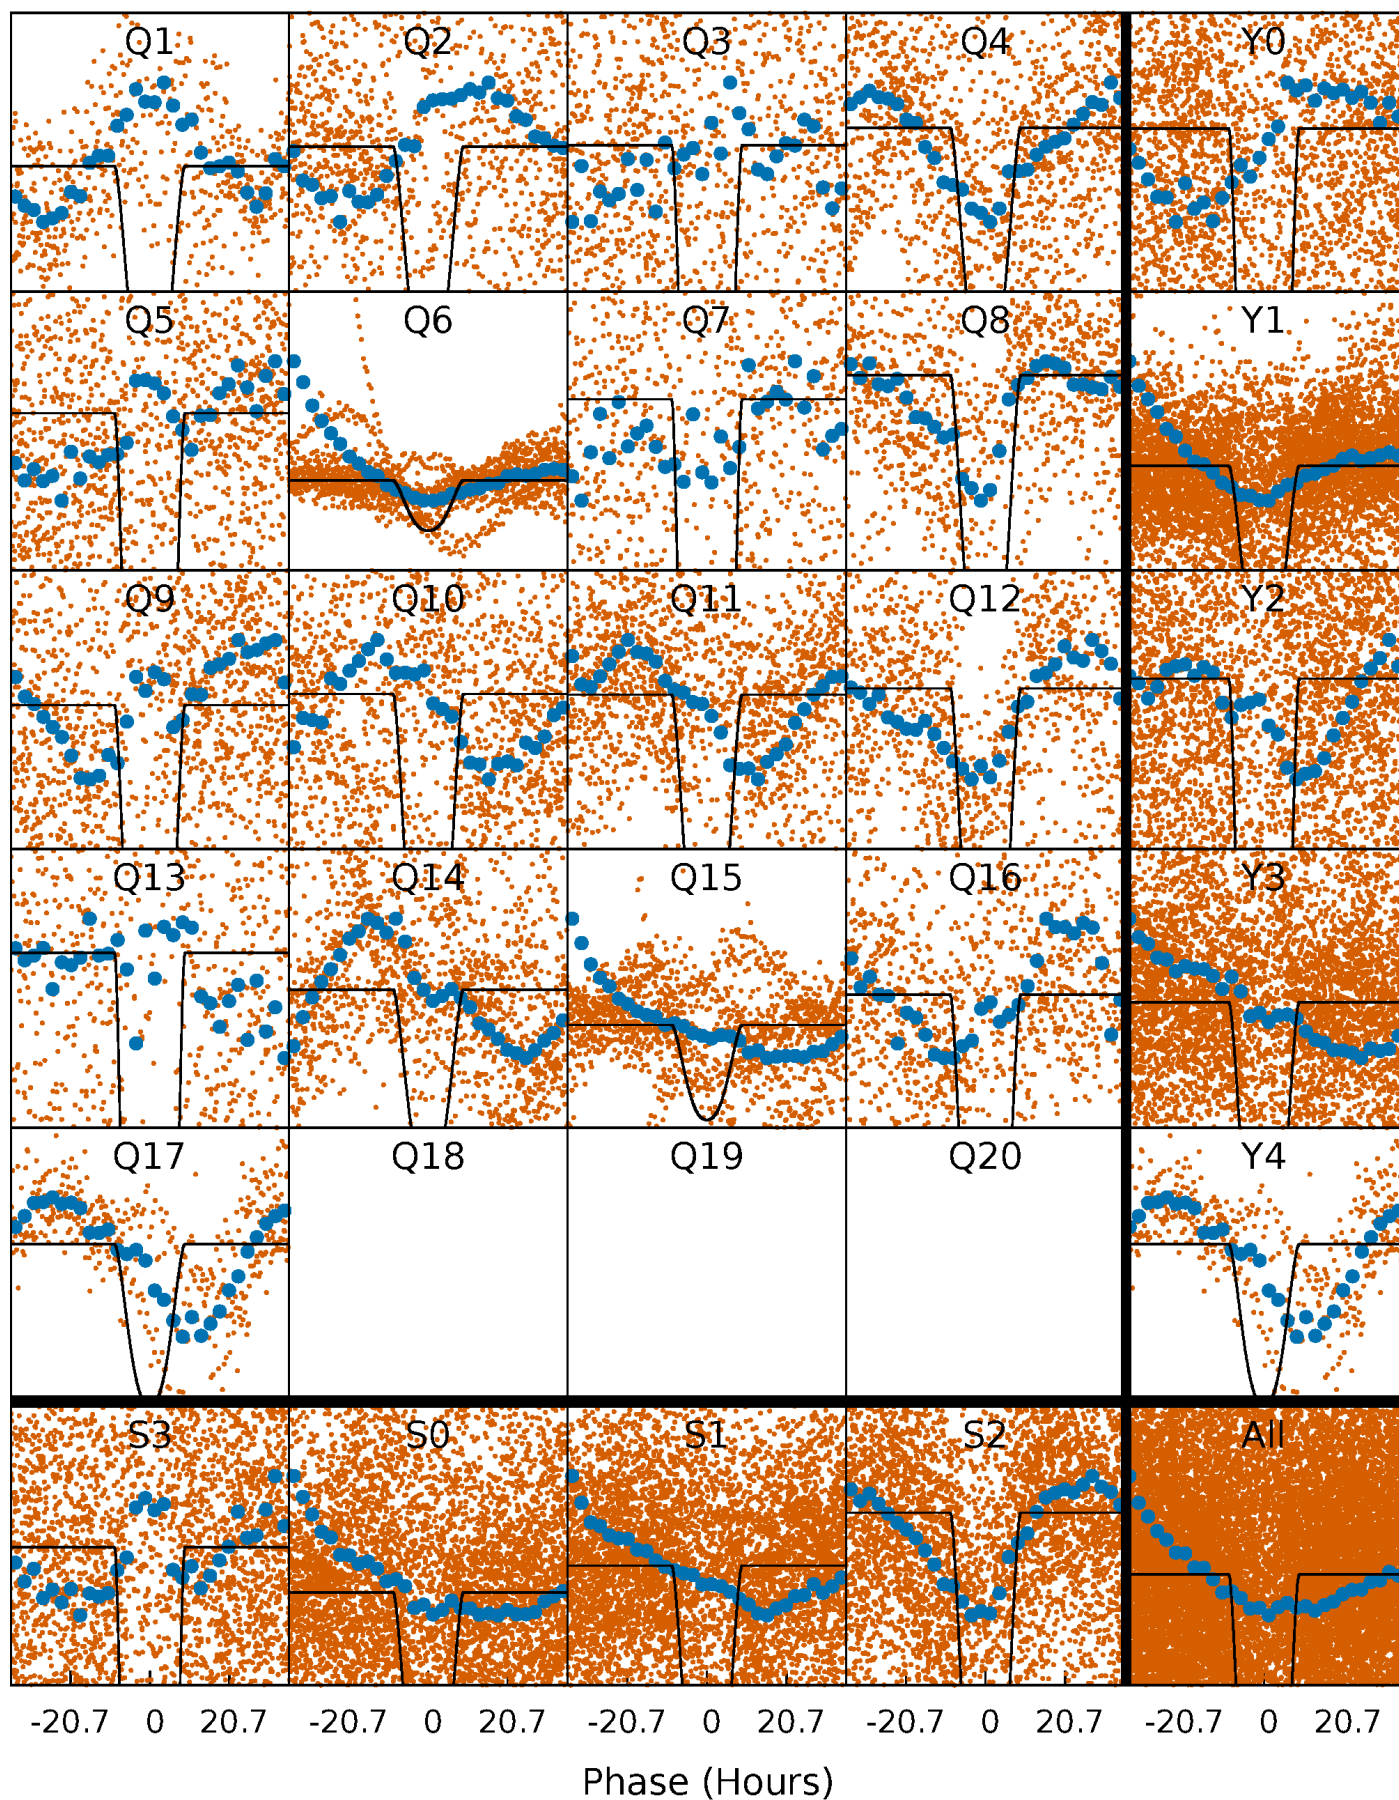 Q1 Q2 Q3 Q4 Y0
Q5 Q6 Q7 Q8 Y1
Q9 Q10 Q11 Q12 Y2
Q13 Q14 Q15 Q16 Y3
Q17 Q18 Q19 Q20 Y4
S3 S0 S1 S2 All
-20.7 0 20.7 -20.7 0 20.7 -20.7 0 20.7 -20.7 0 20.7 -20.7 0 20.7
Phase (Hours)